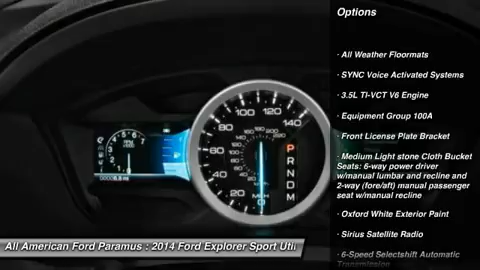 Options
· All Weather Floormats
· SYNC Voice Activated Systems
· 3.5L TI-VCT V6 Engine
· Equipment Group 100A
· Front License Plate Bracket
· Medium Light stone Cloth Bucket
Seats: 6-way power driver
w/manual lumbar and recline and
2-way (fore/aft) manual passenger
seat w/manual recline
· Oxford White Exterior Paint
· Sirius Satellite Radio
· 6-Speed Selectshift Automatic
Transmission
120
100
140
80
60
40
20
P
R
N
D
M
All American Ford Paramus : 2014 Ford Explorer Sport Util